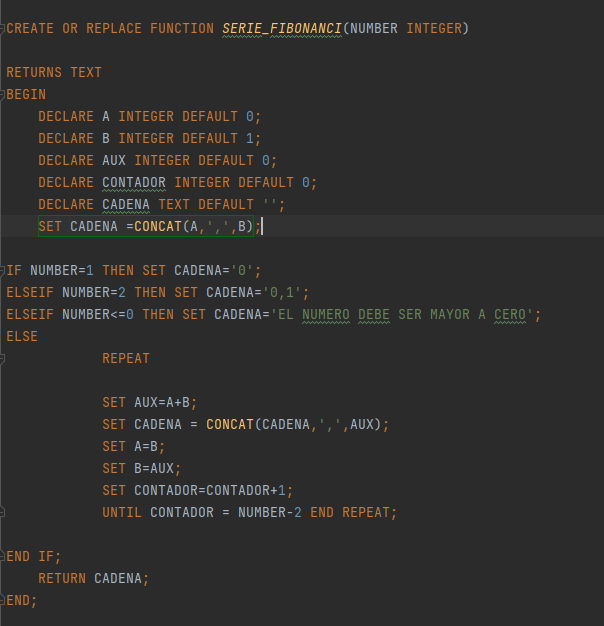 CREATE OR REPLACE FUNCTION SERIE_FIBONANCI(NUMBER INTEGER)
RETURNS TEXT
BEGIN
DECLARE A INTEGER DEFAULT 0;
DECLARE B INTEGER DEFAULT 1;
DECLARE AUX INTEGER DEFAULT 0;
DECLARE CONTADOR INTEGER DEFAULT 0;
DECLARE CADENA TEXT DEFAULT '';
SET CADENA =CONCAT(A,',',B);
IF NUMBER=1 THEN SET CADENA='0';
ELSEIF NUMBER=2 THEN SET CADENA='0,1';
ELSEIF NUMBER<=0 THEN SET CADENA='EL NUMERO DEBE SER MAYOR A CERO';
ELSE
REPEAT
SET AUX=A+B;
SET CADENA = CONCAT(CADENA,',',AUX);
SET A=B;
SET B=AUX;
SET CONTADOR=CONTADOR+1;
UNTIL CONTADOR = NUMBER-2 END REPEAT;
END IF;
RETURN CADENA;
END;